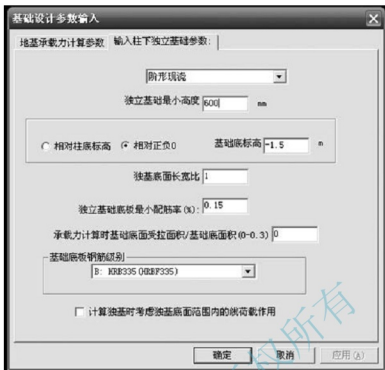 基础设计参数输入
地基承载力计算参数 输入柱下独立基础参数:
阶形现浇
独立基础最小高度 600 mm
相对柱底标高 相对正负0 基础底标高 -1.5 m
独基底面长宽比 1
独立基础底板最小配筋率(%): 0.15
承载力计算时基础底面受拉面积/基础底面积(0-0.3) 0
基础底板钢筋级别
B: HRB335(HRBF335)
计算独基时考虑独基底面范围内的线荷载作用
确定 取消 应用(A)
权所有